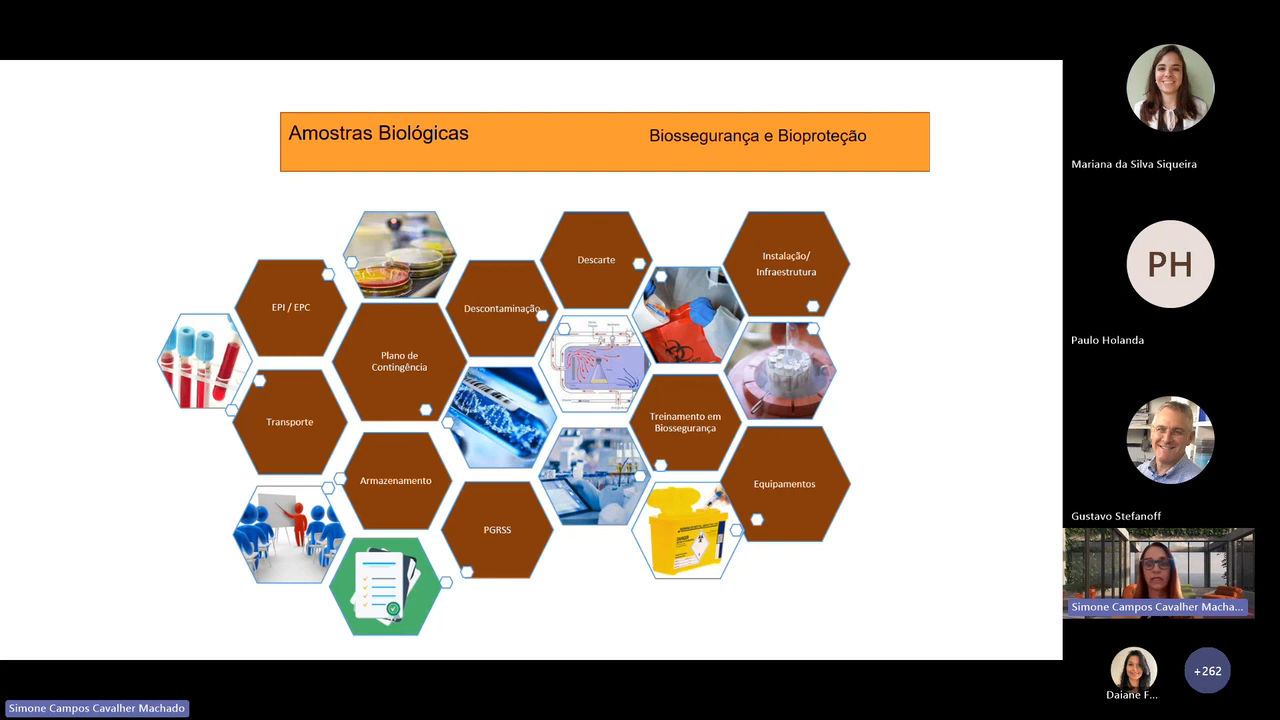 Amostras Biológicas
Biossegurança e Bioproteção
Descarte
Instalação/
Infraestrutura
EPI / EPC
Descontaminação
Plano de
Contingência
Transporte
Treinamento em
Biossegurança
Armazenamento
Equipamentos
PGRSS
Mariana da Silva Siqueira
PH
Paulo Holanda
Gustavo Stefanoff
Simone Campos Cavalher Macha...
Daiane F...
+262
Simone Campos Cavalher Machado